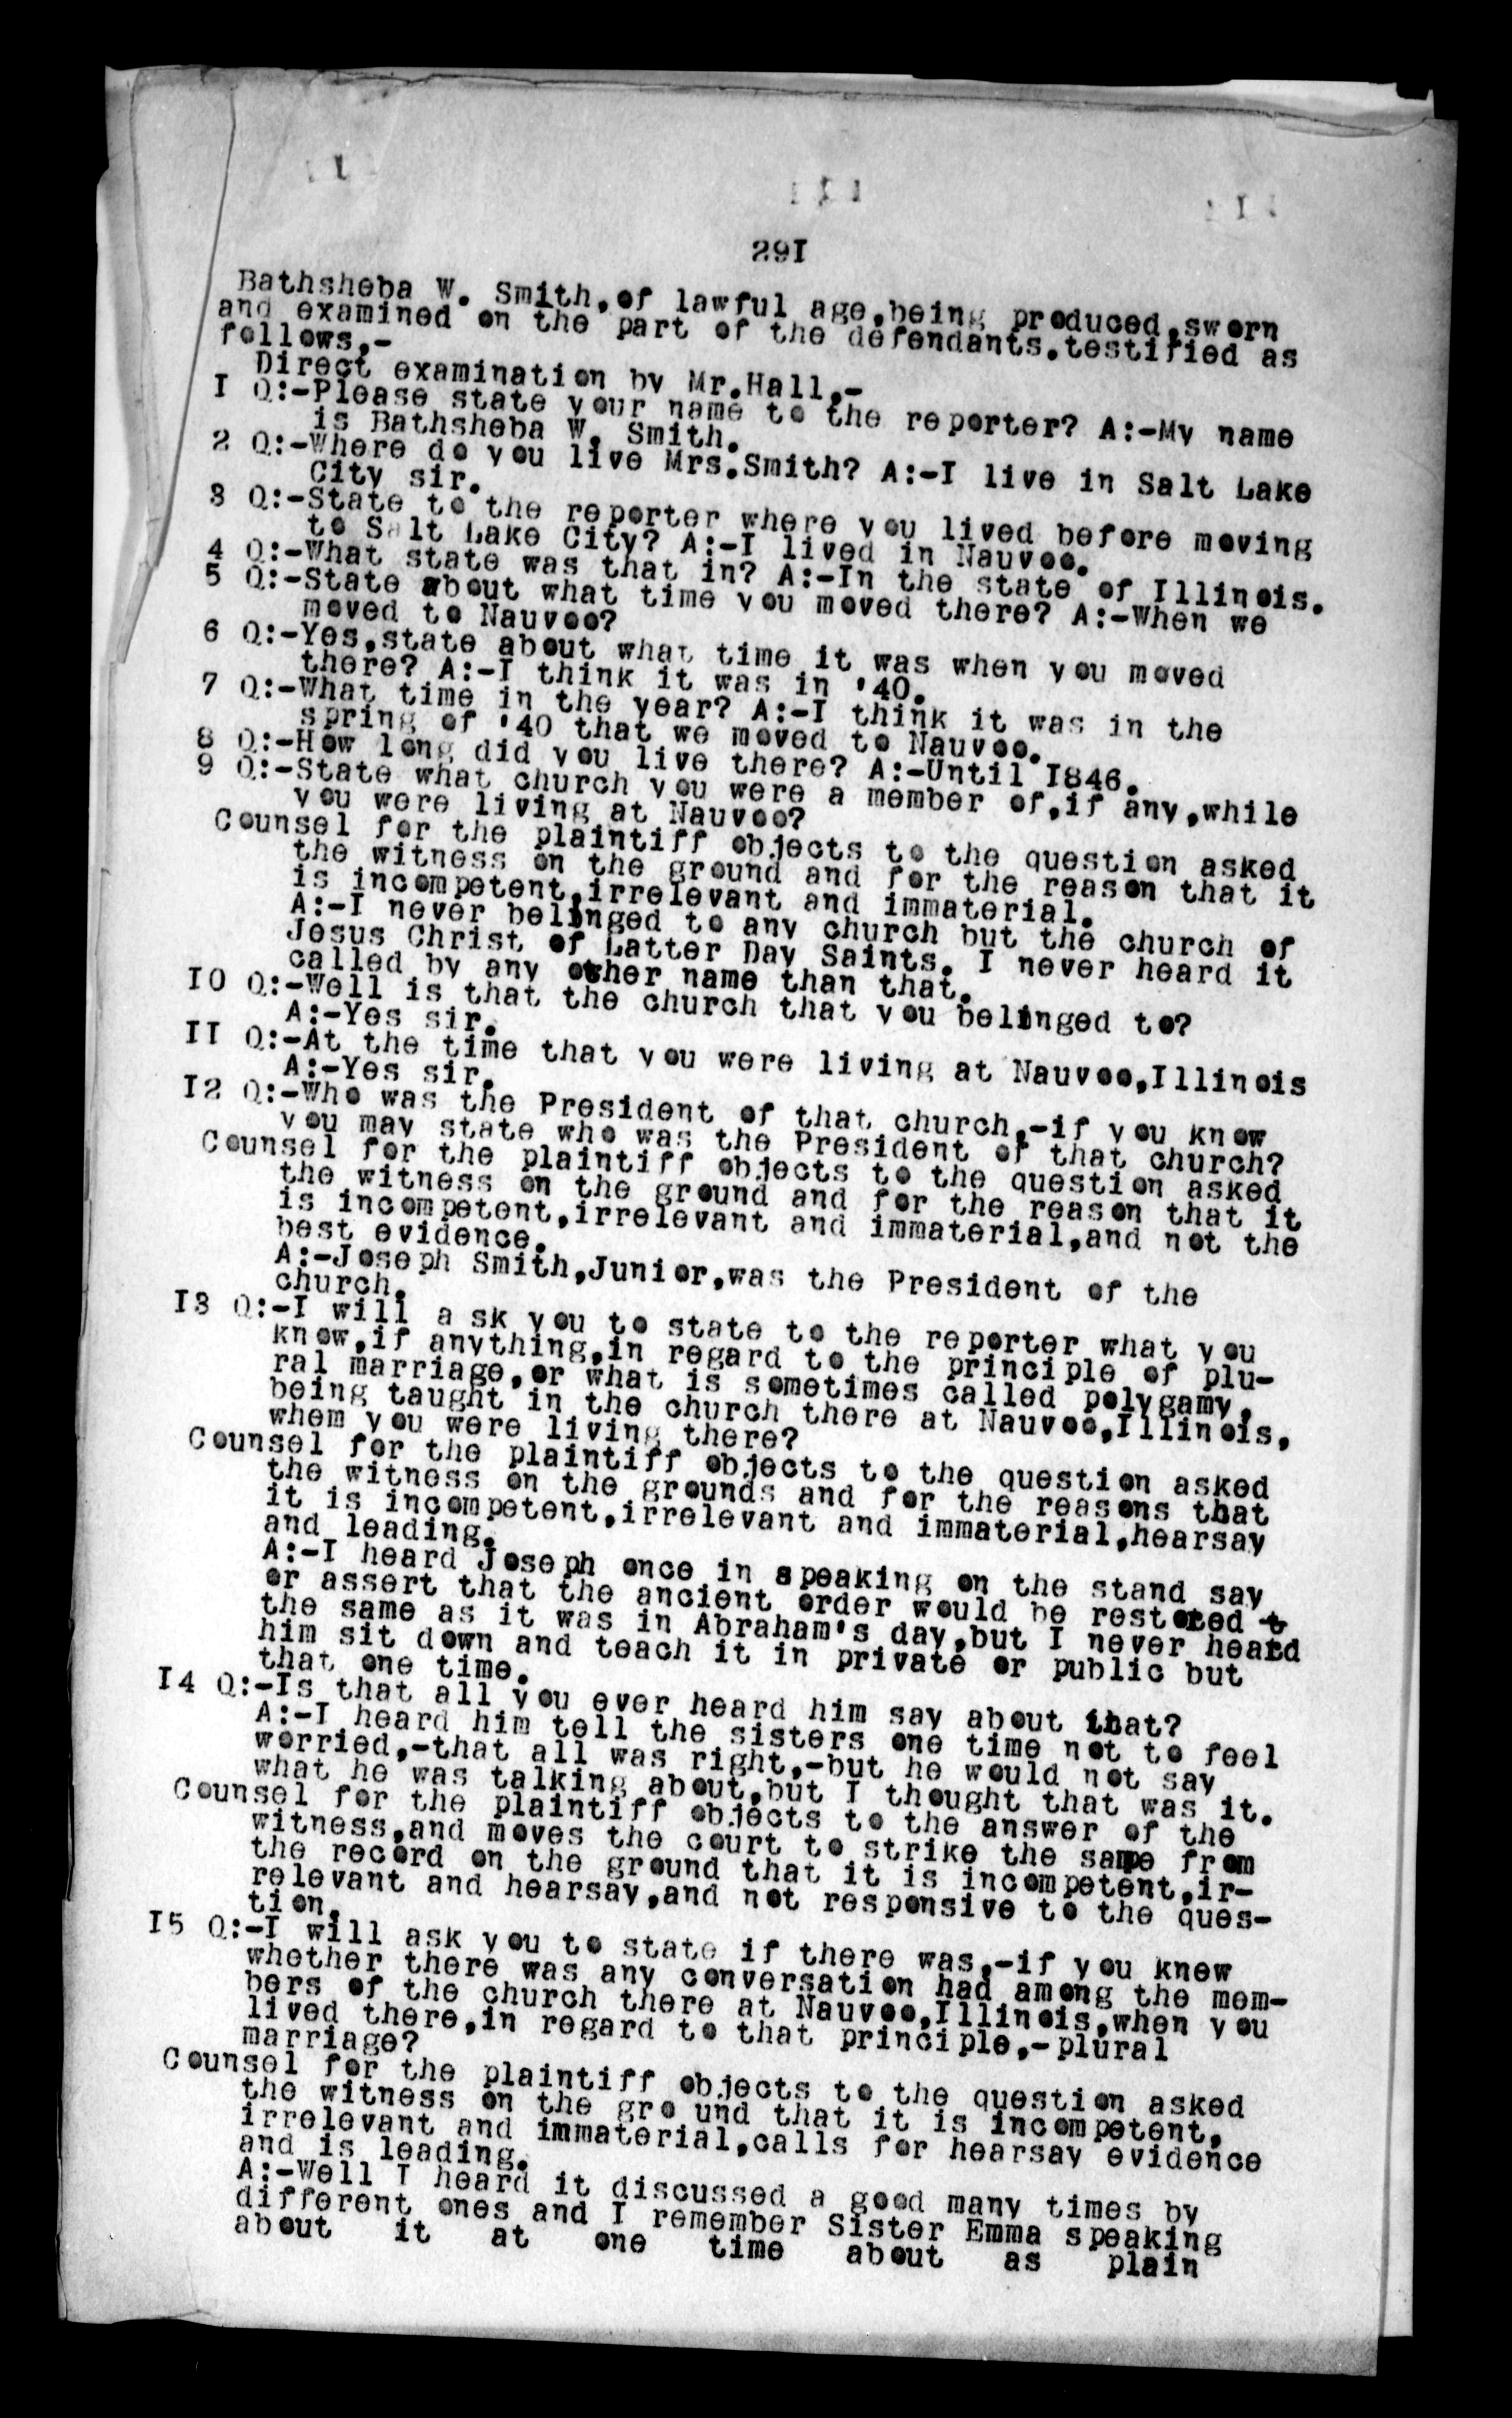 291
Bathsheba W. Smith,of lawful age,being produced,sworn
and examined on the part of the defendants.testified as
follows,-
Direct examination by Mr.Hall,-
I Q:-Please state your name to the reporter? A:-My name
is Bathsheba W. Smith.
2 Q:-Where do you live Mrs.Smith? A:-I live in Salt Lake
City sir.
3 Q:-State to the reporter where you lived before moving
to Salt Lake City? A:-I lived in Nauvoo.
4 Q:-What state was that in? A:-In the state of Illinois.
5 Q:-State about what time you moved there? A:-When we
moved to Nauvoo?
6 Q:-Yes,state about what time it was when you moved
there? A:-I think it was in '40.
7 Q:-What time in the year? A:-I think it was in the
spring of '40 that we moved to Nauvoo.
8 Q:-How long did you live there? A:-Until I846.
9 Q:-State what church you were a member of,if any,while
you were living at Nauvoo?
Counsel for the plaintiff objects to the question asked
the witness on the ground and for the reason that it
is incompetent,irrelevant and immaterial.
A:-I never belinged to any church but the church of
Jesus Christ of Latter Day Saints. I never heard it
called by any other name than that.
I0 Q:-Well is that the church that you belinged to?
A:-Yes sir.
II Q:-At the time that you were living at Nauvoo,Illinois
A:-Yes sir.
I2 Q:-Who was the President of that church,-if you know
you may state who was the President of that church?
Counsel for the plaintiff objects to the question asked
the witness on the ground and for the reason that it
is incompetent,irrelevant and immaterial,and not the
best evidence.
A:-Joseph Smith,Junior,was the President of the
church.
I3 Q:-I will a sk you to state to the reporter what you
know,if anything,in regard to the principle of plu-
ral marriage,or what is sometimes called polygamy,
being taught in the church there at Nauvoo,Illinois,
whem you were living there?
Counsel for the plaintiff objects to the question asked
the witness on the grounds and for the reasons that
it is incompetent,irrelevant and immaterial,hearsay
and leading.
A:-I heard Joseph once in speaking on the stand say
or assert that the ancient order would be restored t
the same as it was in Abraham's day,but I never heard
him sit down and teach it in private or public but
that one time.
I4 Q:-Is that all you ever heard him say about that?
A:-I heard him tell the sisters one time not to feel
worried,-that all was right,-but he would not say
what he was talking about,but I thought that was it.
Counsel for the plaintiff objects to the answer of the
witness,and moves the court to strike the same from
the record on the ground that it is incompetent,ir-
relevant and hearsay,and not responsive to the ques-
tion.
I5 Q:-I will ask you to state if there was,-if you knew
whether there was any conversation had among the mem-
bers of the church there at Nauvoo,Illinois,when you
lived there,in regard to that principle,-plural
marriage?
Counsel for the plaintiff objects to the question asked
the witness on the gro und that it is incompetent,
irrelevant and immaterial,calls for hearsay evidence
and is leading.
A:-Well I heard it discussed a good many times by
different ones and I remember Sister Emma speaking
about it at one time about as plain